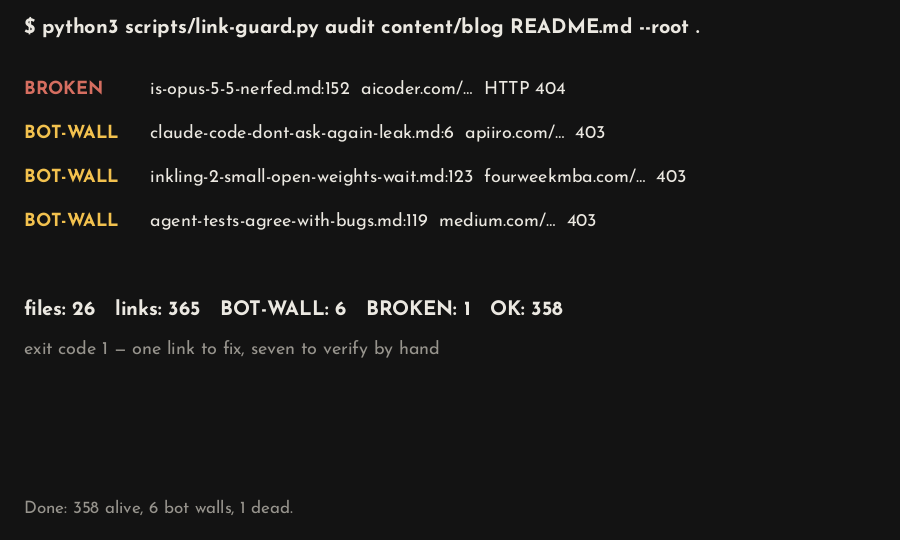 $ python3 scripts/link-guard.py audit content/blog README.md --root .
BROKEN is-opus-5-5-nerfed.md:152 aicoder.com/... HTTP 404
BOT-WALL claude-code-dont-ask-again-leak.md:6 apiiro.com/... 403
BOT-WALL inkling-2-small-open-weights-wait.md:123 fourweekmba.com/... 403
BOT-WALL agent-tests-agree-with-bugs.md:119 medium.com/... 403
files: 26 links: 365 BOT-WALL: 6 BROKEN: 1 OK: 358
exit code 1 — one link to fix, seven to verify by hand
Done: 358 alive, 6 bot walls, 1 dead.